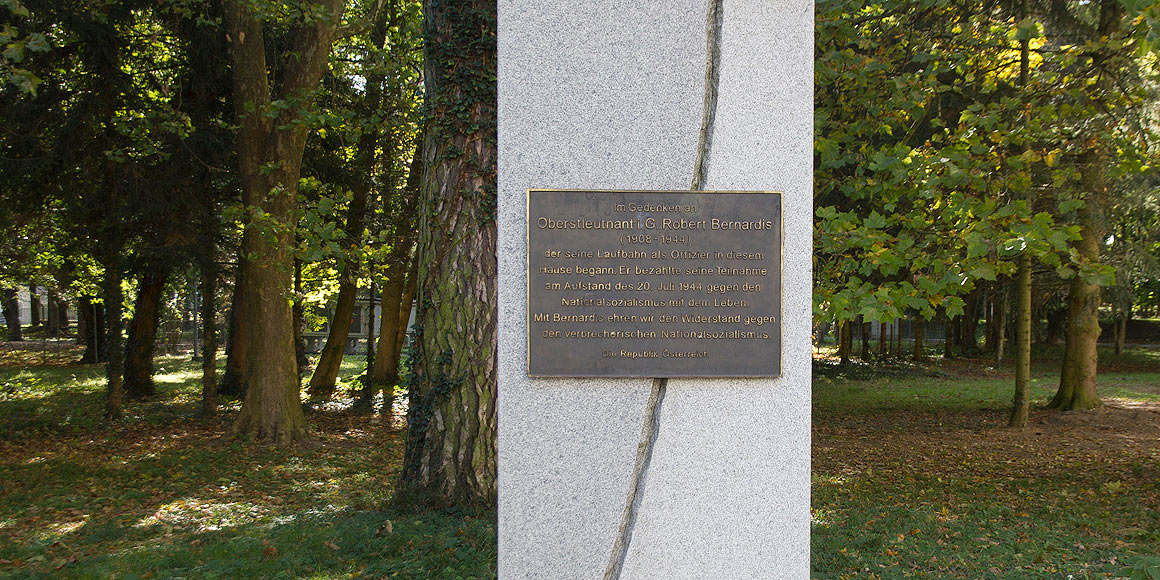 Im Gedenken an
Oberstleutnant i. G. Robert Bernardis
(1908-1944)
der seine Laufbahn als Offizier in diesem
Hause begann. Er bezahlte seine Teilnahme
am Aufstand des 20. Juli 1944 gegen den
Nationalsozialismus mit dem Leben.
Mit Bernardis ehren wir den Widerstand gegen
den verbrecherischen Nationalsozialismus.
Die Republik Österreich